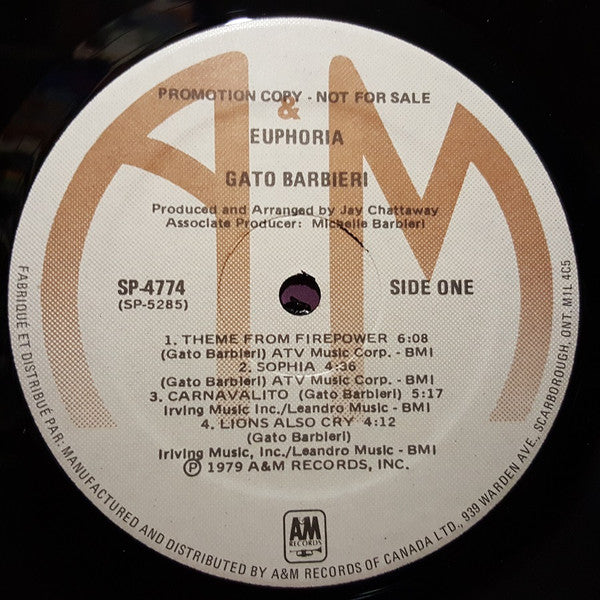 PROMOTION COPY - NOT FOR SALE
&
EUPHORIA
GATO BARBIERI
Produced and Arranged by Jay Chattaway
Associate Producer: Michelle Barbieri
SP-4774
(SP-5285)
SIDE ONE
1. THEME FROM FIREPOWER 6:08
(Gato Barbieri) ATV Music Corp. - BMI
2. SOPHIA 4:36
(Gato Barbieri) ATV Music Corp. - BMI
3. CARNAVALITO (Gato Barbieri) 5:17
Irving Music Inc./Leandro Music - BMI
4. LIONS ALSO CRY 4:12
(Gato Barbieri)
Iriving Music, Inc./Leandro Music - BMI
Ⓟ 1979 A&M RECORDS, INC.
A&M
RECORDS
FABRIQUÉ ET DISTRIBUÉ PAR: MANUFACTURED AND DISTRIBUTED BY A&M RECORDS OF CANADA LTD., 939 WARDEN AVE., SCARBOROUGH, ONT. M1L 4C5
A M